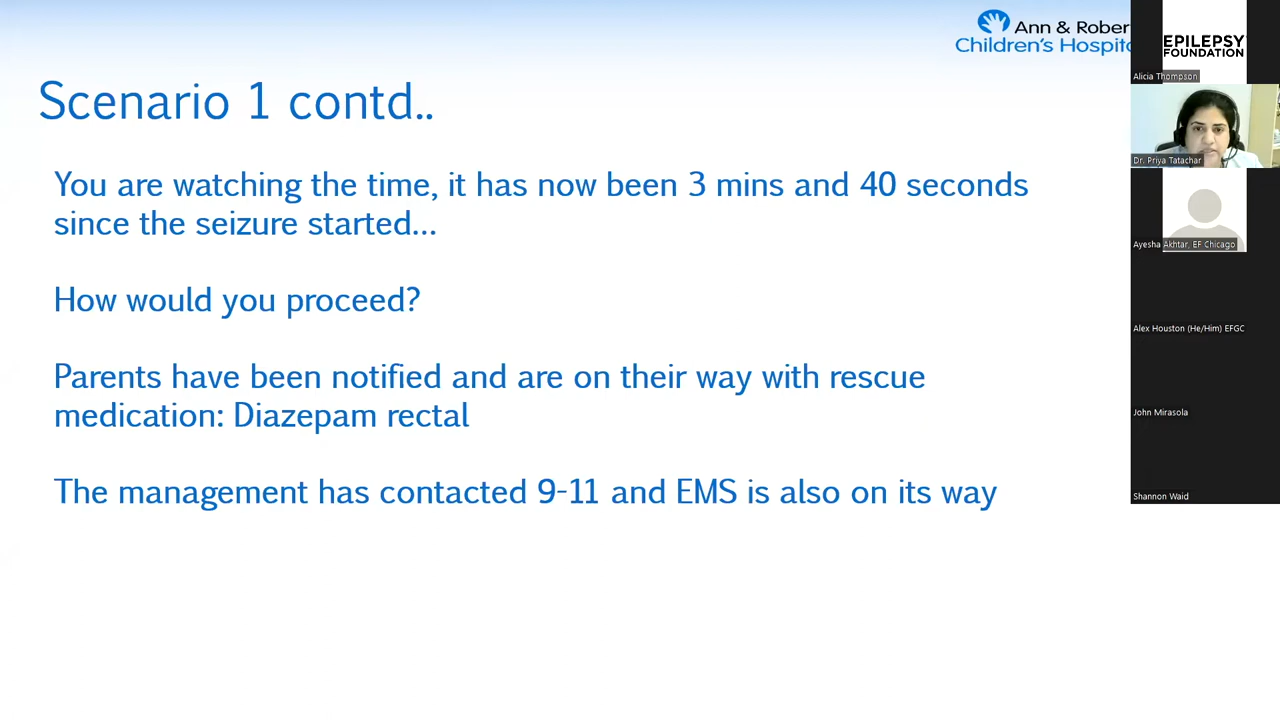 Ann & Rober
Children's Hospita
Scenario 1 contd..
You are watching the time, it has now been 3 mins and 40 seconds
since the seizure started...
How would you proceed?
Parents have been notified and are on their way with rescue
medication: Diazepam rectal
The management has contacted 9-11 and EMS is also on its way
EPILEPSY
FOUNDATION
Alicia Thompson
Dr. Priya Tatachar
Ayesha Akhtar, EF Chicago
Alex Houston (He/Him) EFGC
John Mirasola
Shannon Waid